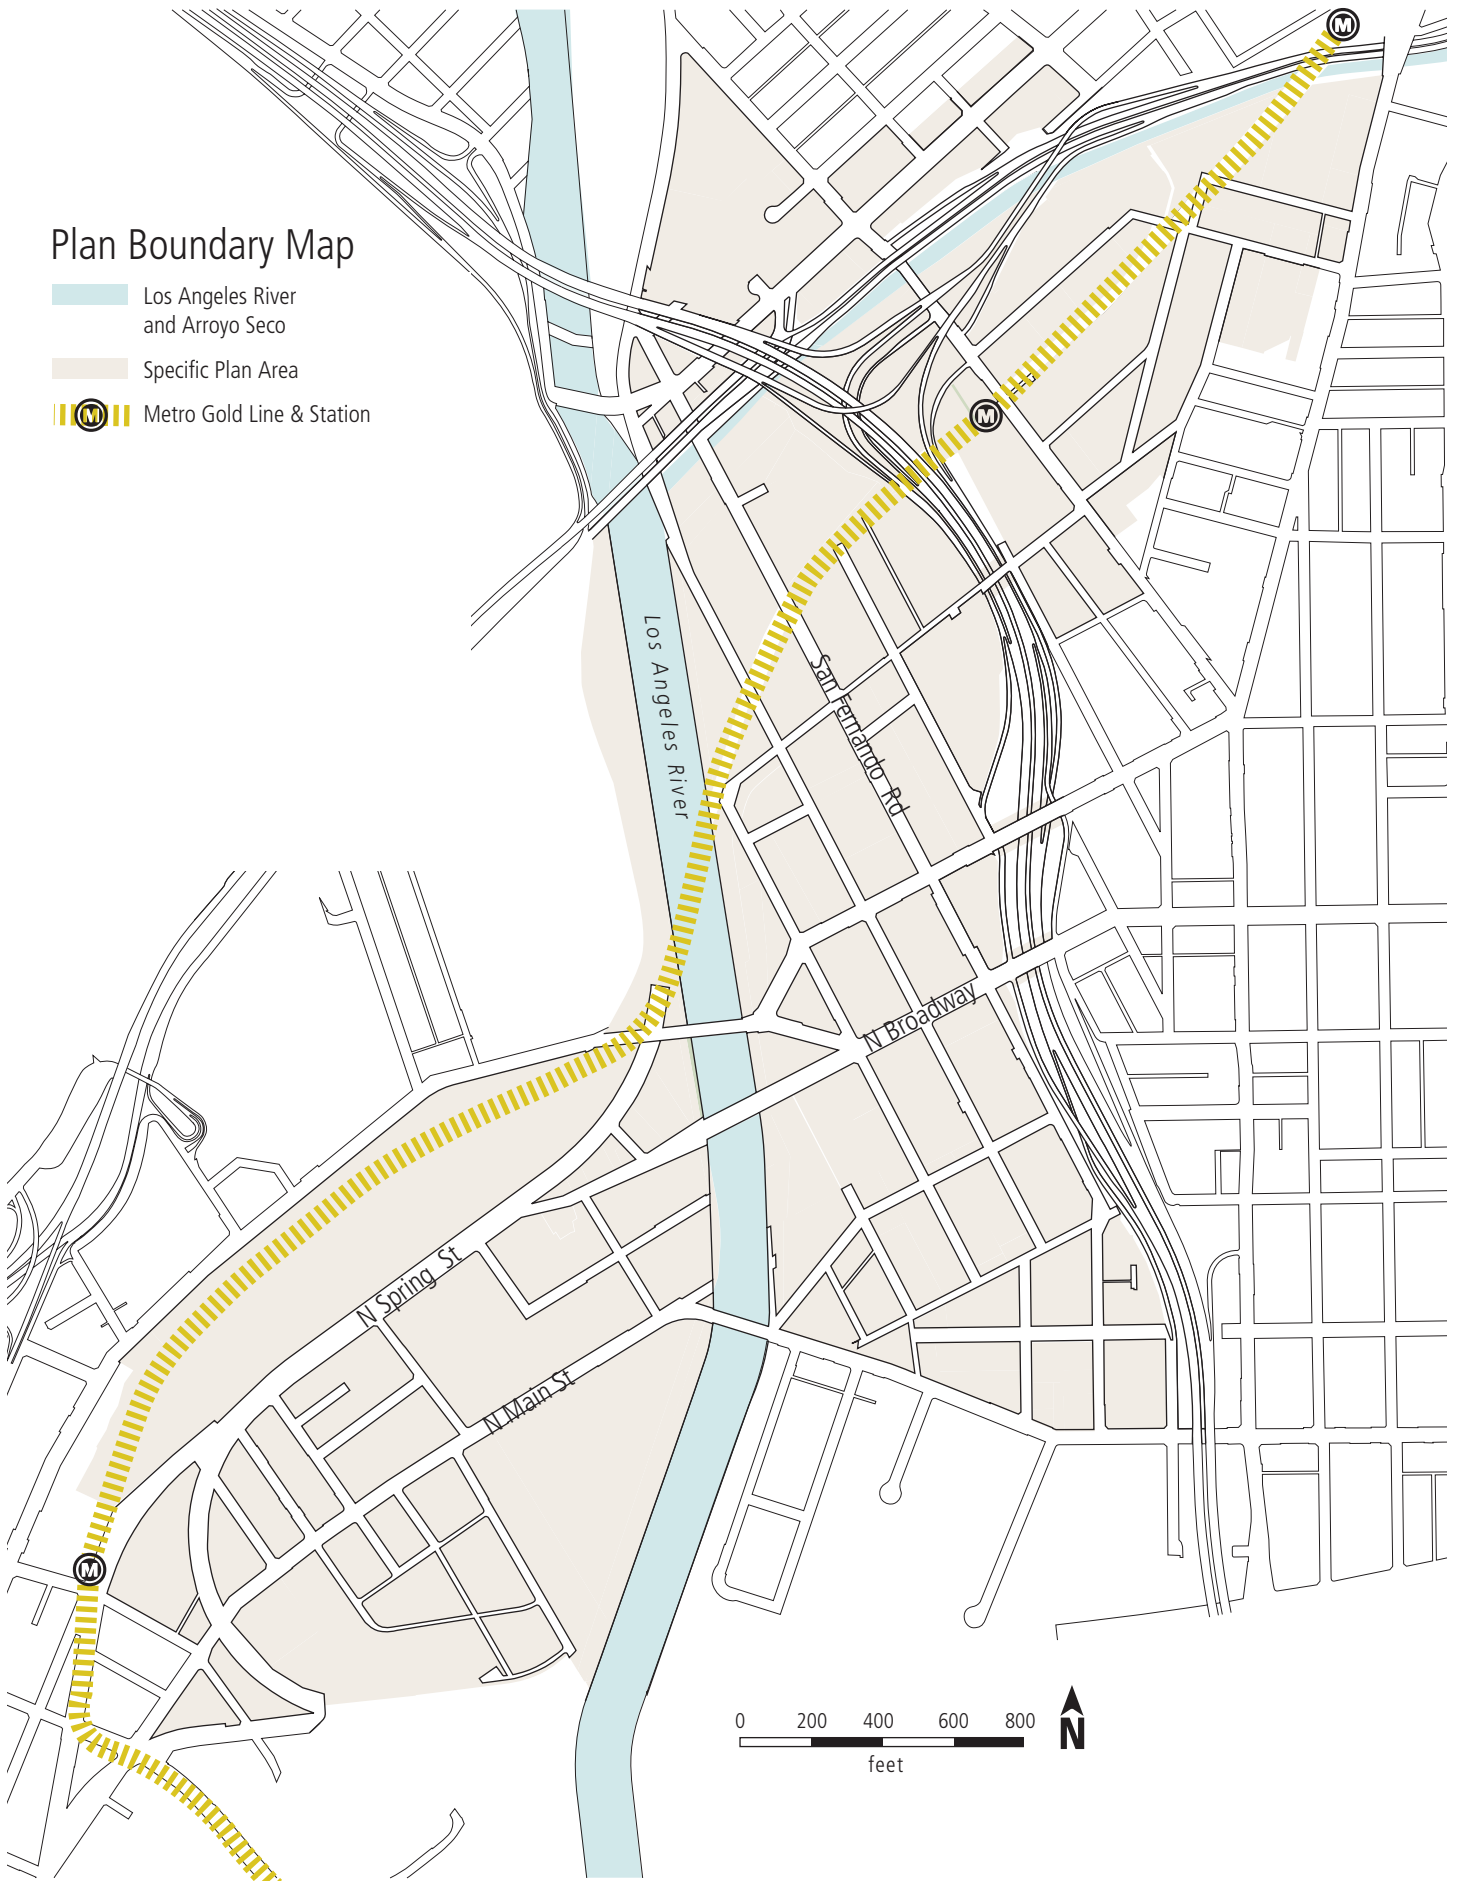 M
Plan Boundary Map
Los Angeles River
and Arroyo Seco
Specific Plan Area
M
Metro Gold Line & Station
M
Los Angeles River
San Fernando Rd
N Broadway
N Spring St
N Main St
M
0 200 400 600 800
feet
N